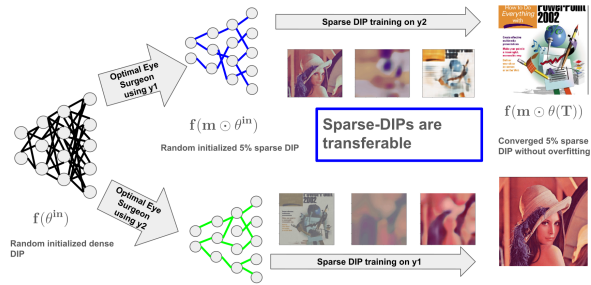 Sparse DIP training on y2
How to Do
Everything with
PowerPoint
2002
Optimal Eye
Surgeon
using y1
f(m ⊙ θ^in)
Random initialized 5% sparse DIP
Sparse-DIPs are
transferable
f(m ⊙ θ(T))
Converged 5% sparse
DIP without overfitting
f(θ^in)
Random initialized dense
DIP
Optimal Eye
Surgeon
using y2
2002
Sparse DIP training on y1